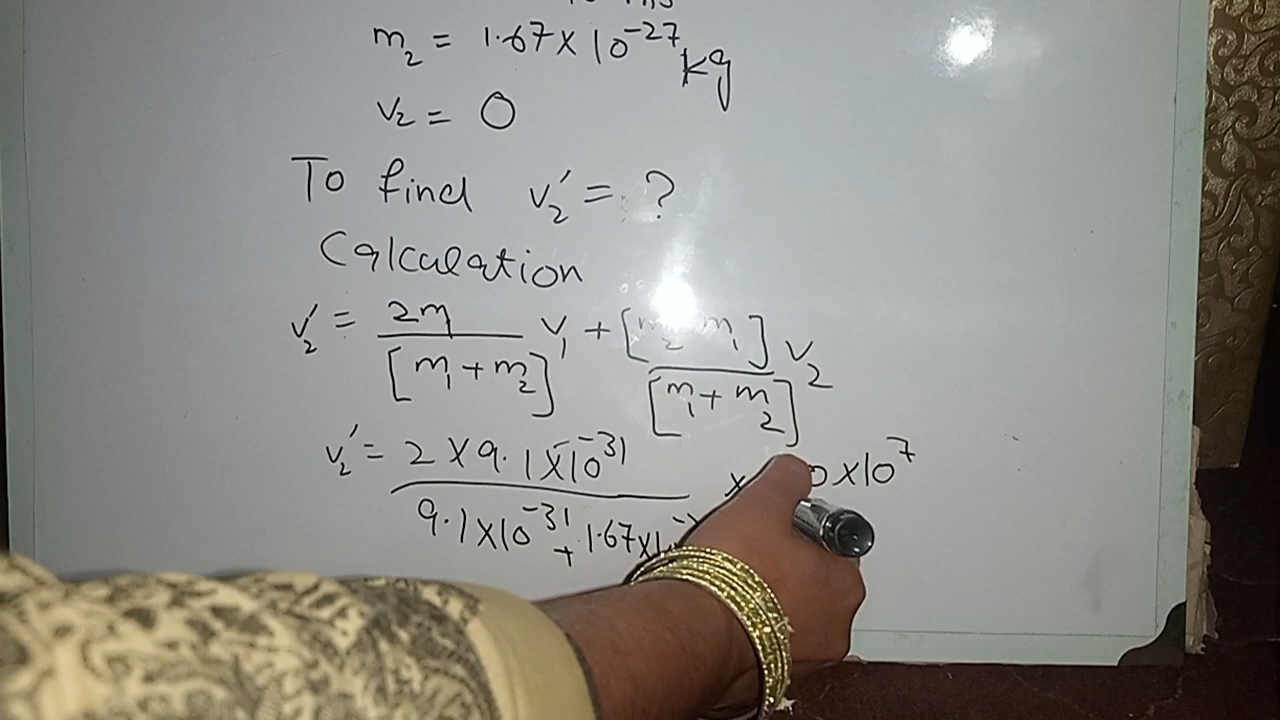 m₂ = 1.67 × 10⁻²⁷ kg
v₂ = 0
To find v₂′ = ?
Calculation
v₂′ = 2m₁ / [m₁ + m₂] v₁ + [m₂ m₁] / [m₁ + m₂] v₂
v₂′ = 2 × 9.1 × 10⁻³¹ / 9.1 × 10⁻³¹ + 1.67 × 0 × 10⁷